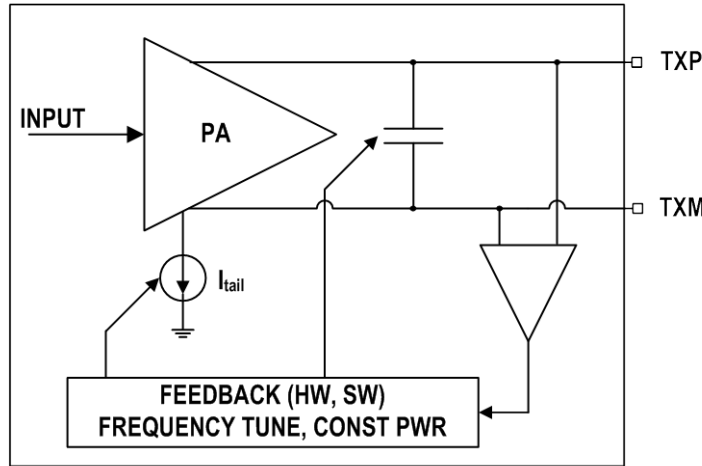 TXP
INPUT
PA
TXM
Itail
FEEDBACK (HW, SW)
FREQUENCY TUNE, CONST PWR